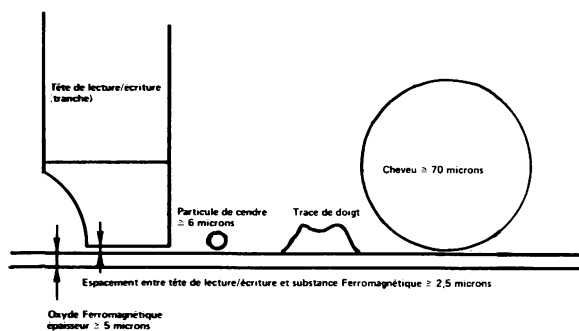 Tête de lecture/écriture
(tranche)
Particule de cendre
≥ 6 microns
Trace de doigt
Cheveu ≥ 70 microns
Espacement entre tête de lecture/écriture et substance Ferromagnétique ≥ 2,5 microns
Oxyde Ferromagnétique
épaisseur ≥ 5 microns